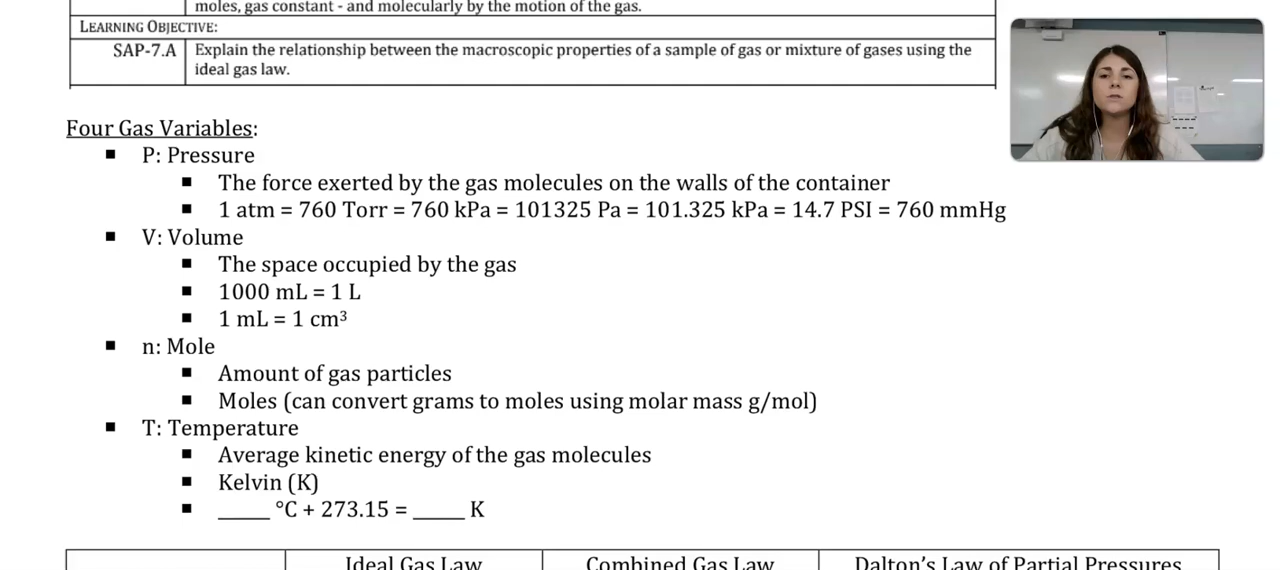 moles, gas constant - and molecularly by the motion of the gas.
LEARNING OBJECTIVE:
SAP-7.A Explain the relationship between the macroscopic properties of a sample of gas or mixture of gases using the
ideal gas law.
Four Gas Variables:
▪ P: Pressure
▪ The force exerted by the gas molecules on the walls of the container
▪ 1 atm = 760 Torr = 760 kPa = 101325 Pa = 101.325 kPa = 14.7 PSI = 760 mmHg
▪ V: Volume
▪ The space occupied by the gas
▪ 1000 mL = 1 L
▪ 1 mL = 1 cm³
▪ n: Mole
▪ Amount of gas particles
▪ Moles (can convert grams to moles using molar mass g/mol)
▪ T: Temperature
▪ Average kinetic energy of the gas molecules
▪ Kelvin (K)
▪ _____ °C + 273.15 = _____ K
Ideal Gas Law Combined Gas Law Dalton's Law of Partial Pressures